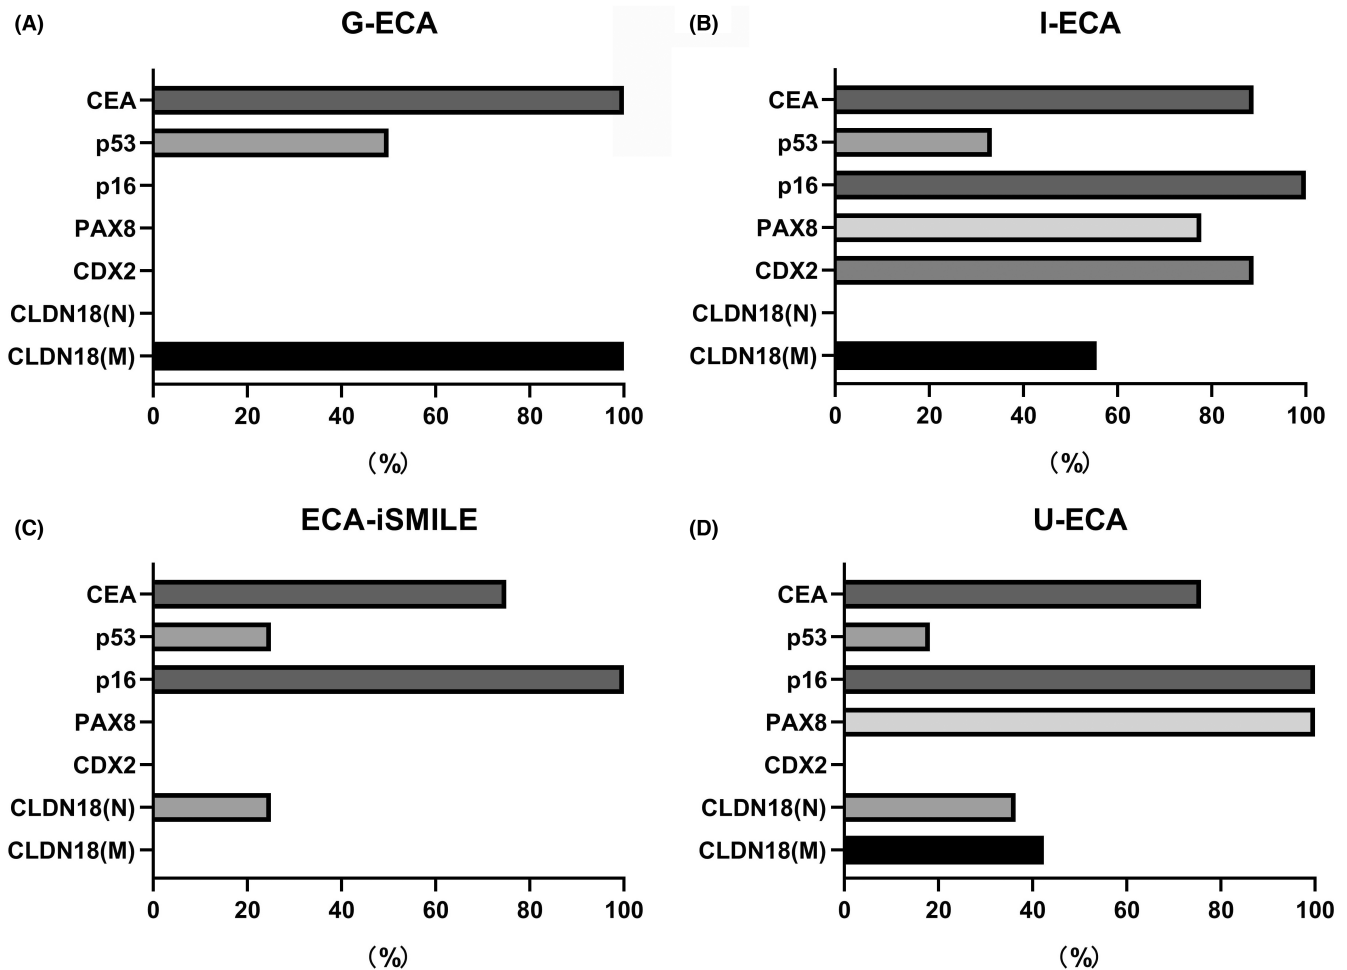 (A)
G-ECA
CEA
p53
p16
PAX8
CDX2
CLDN18(N)
CLDN18(M)
0 20 40 60 80 100
(%)
(B)
I-ECA
CEA
p53
p16
PAX8
CDX2
CLDN18(N)
CLDN18(M)
0 20 40 60 80 100
(%)
(C)
ECA-iSMILE
CEA
p53
p16
PAX8
CDX2
CLDN18(N)
CLDN18(M)
0 20 40 60 80 100
(%)
(D)
U-ECA
CEA
p53
p16
PAX8
CDX2
CLDN18(N)
CLDN18(M)
0 20 40 60 80 100
(%)